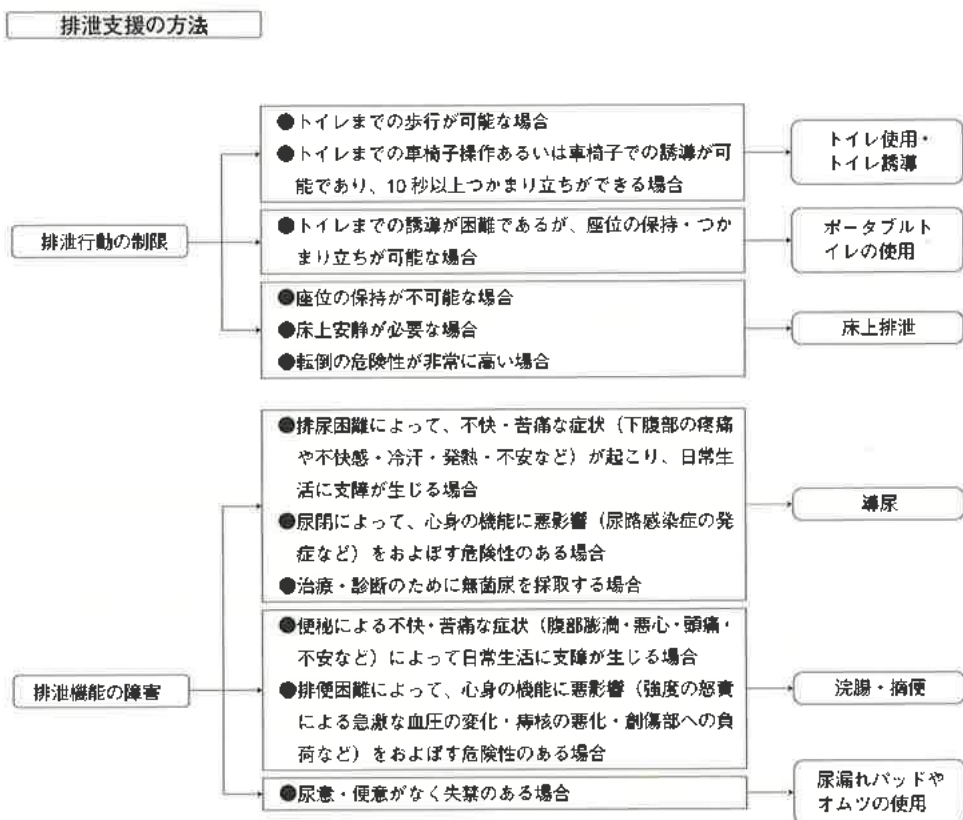 排泄支援の方法
排泄行動の制限
●トイレまでの歩行が可能な場合
●トイレまでの車椅子操作あるいは車椅子での誘導が可
能であり、10秒以上つかまり立ちができる場合
トイレ使用・
トイレ誘導
●トイレまでの誘導が困難であるが、座位の保持・つか
まり立ちが可能な場合
ポータブルト
イレの使用
●座位の保持が不可能な場合
●床上安静が必要な場合
●転倒の危険性が非常に高い場合
床上排泄
排泄機能の障害
●排尿困難によって、不快・苦痛な症状（下腹部の疼痛
や不快感・冷汗・発熱・不安など）が起こり、日常生
活に支障が生じる場合
●尿閉によって、心身の機能に悪影響（尿路感染症の発
症など）をおよぼす危険性のある場合
●治療・診断のために無菌尿を採取する場合
導尿
●便秘による不快・苦痛な症状（腹部膨満・悪心・頭痛・
不安など）によって日常生活に支障が生じる場合
●排便困難によって、心身の機能に悪影響（強度の怒責
による急激な血圧の変化・痔核の悪化・創傷部への負
荷など）をおよぼす危険性のある場合
浣腸・摘便
●尿意・便意がなく失禁のある場合
尿漏れパッドや
オムツの使用